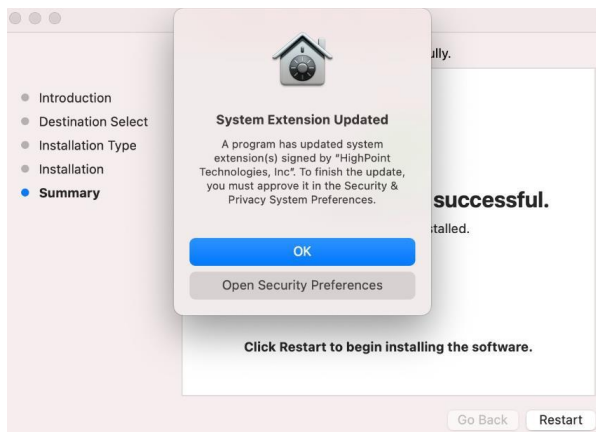 ully.
Introduction
Destination Select
Installation Type
Installation
Summary
System Extension Updated
A program has updated system
extension(s) signed by "HighPoint
Technologies, Inc". To finish the update,
you must approve it in the Security &
Privacy System Preferences.
OK
Open Security Preferences
successful.
stalled.
Click Restart to begin installing the software.
Go Back Restart